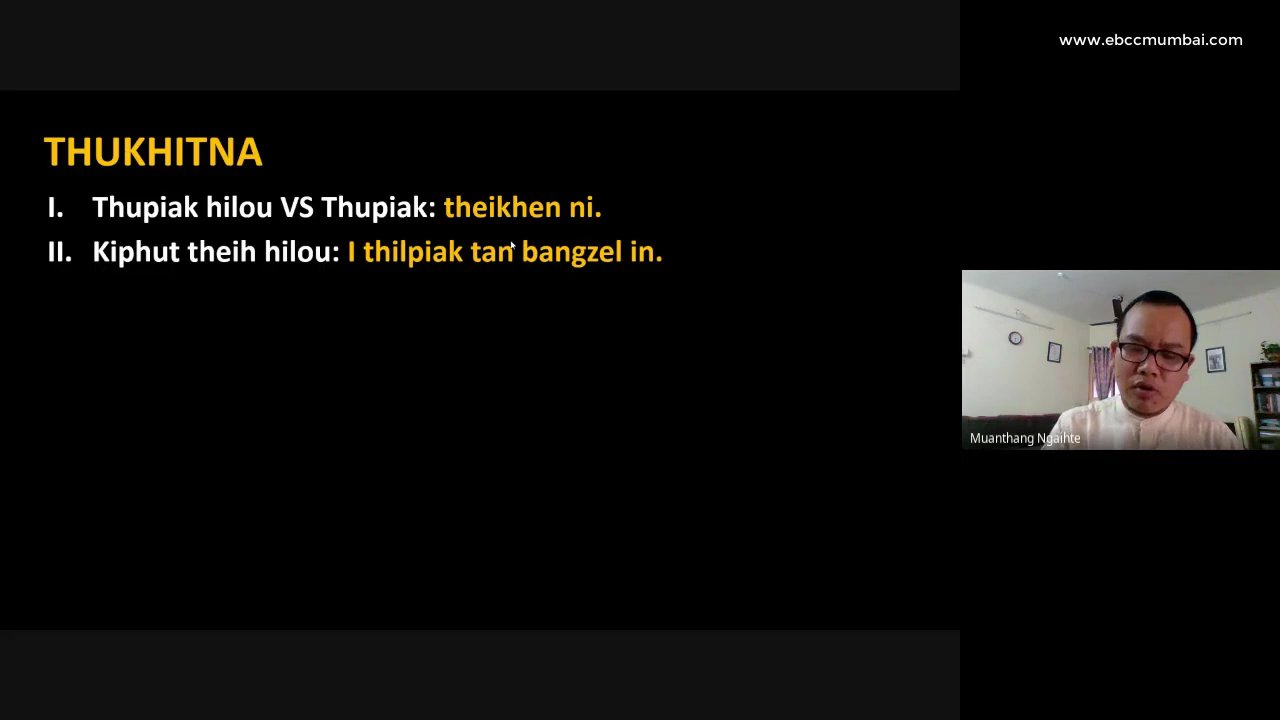 www.ebccmumbai.com
THUKHITNA
I. Thupiak hilou VS Thupiak: theikhen ni.
II. Kiphut theih hilou: I thilpiak tan bangzel in.
Muanthang Ngaihte